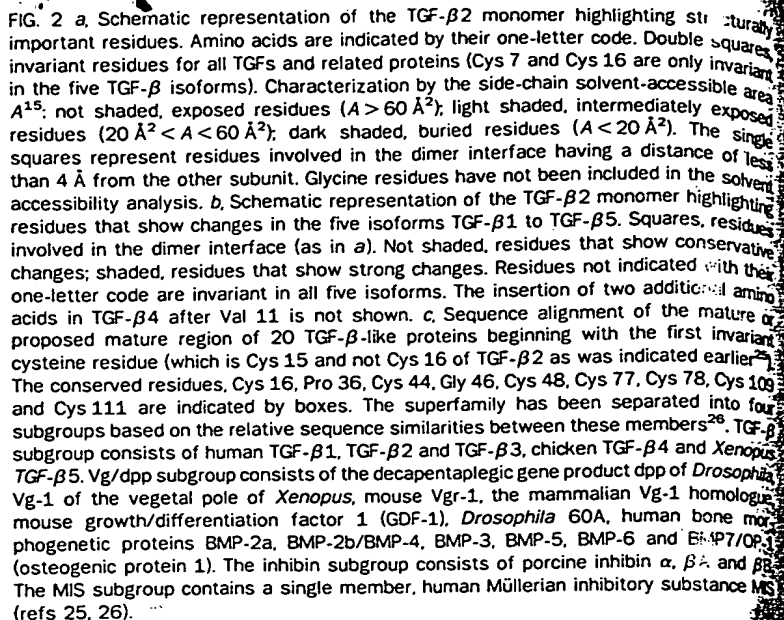 FIG. 2 a, Schematic representation of the TGF-β2 monomer highlighting structurally
important residues. Amino acids are indicated by their one-letter code. Double squares,
invariant residues for all TGFs and related proteins (Cys 7 and Cys 16 are only invariant
in the five TGF-β isoforms). Characterization by the side-chain solvent-accessible area
A¹⁵: not shaded, exposed residues (A > 60 Å²); light shaded, intermediately exposed
residues (20 Å² < A < 60 Å²); dark shaded, buried residues (A < 20 Å²). The single
squares represent residues involved in the dimer interface having a distance of less
than 4 Å from the other subunit. Glycine residues have not been included in the solvent
accessibility analysis. b, Schematic representation of the TGF-β2 monomer highlighting
residues that show changes in the five isoforms TGF-β1 to TGF-β5. Squares, residues
involved in the dimer interface (as in a). Not shaded, residues that show conservative
changes; shaded, residues that show strong changes. Residues not indicated with their
one-letter code are invariant in all five isoforms. The insertion of two additional amino
acids in TGF-β4 after Val 11 is not shown. c, Sequence alignment of the mature or
proposed mature region of 20 TGF-β-like proteins beginning with the first invariant
cysteine residue (which is Cys 15 and not Cys 16 of TGF-β2 as was indicated earlier
The conserved residues, Cys 16, Pro 36, Cys 44, Gly 46, Cys 48, Cys 77, Cys 78, Cys 109
and Cys 111 are indicated by boxes. The superfamily has been separated into four
subgroups based on the relative sequence similarities between these members²⁶. TGF-β
subgroup consists of human TGF-β1, TGF-β2 and TGF-β3, chicken TGF-β4 and Xenopus
TGF-β5. Vg/dpp subgroup consists of the decapentaplegic gene product dpp of Drosophila,
Vg-1 of the vegetal pole of Xenopus, mouse Vgr-1, the mammalian Vg-1 homologue,
mouse growth/differentiation factor 1 (GDF-1), Drosophila 60A, human bone mor-
phogenetic proteins BMP-2a, BMP-2b/BMP-4, BMP-3, BMP-5, BMP-6 and BMP7/OP-1
(osteogenic protein 1). The inhibin subgroup consists of porcine inhibin α, βA and βB.
The MIS subgroup contains a single member, human Müllerian inhibitory substance MIS
(refs 25, 26).